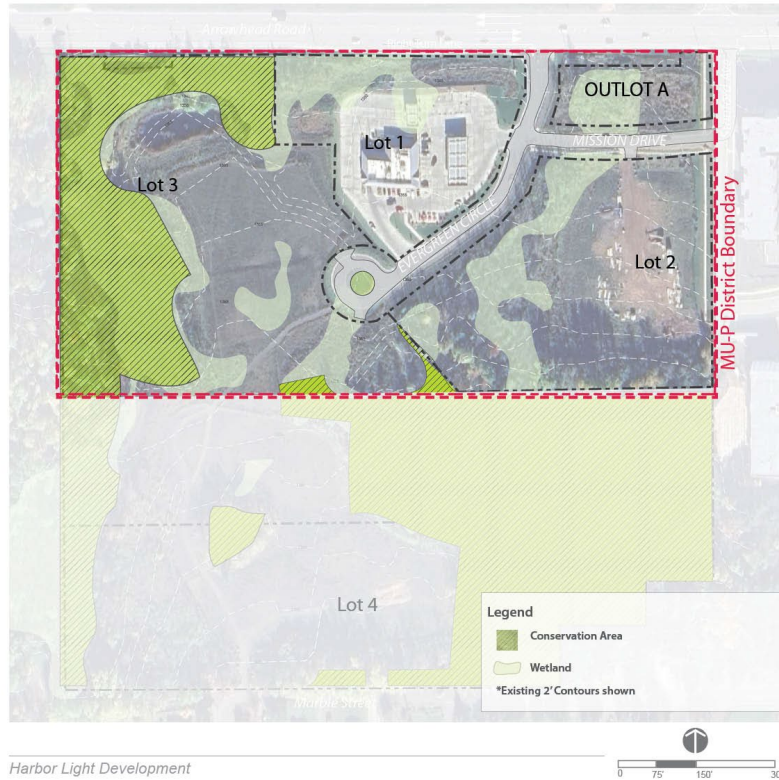 Arrowhead Road
OUTLOT A
Lot 1
MISSION DRIVE
Lot 3
EVERGREEN CIRCLE
Lot 2
MU-P District Boundary
Lot 4
Legend
Conservation Area
Wetland
*Existing 2' Contours shown
Marble Street
Harbor Light Development
0 75' 150' 30